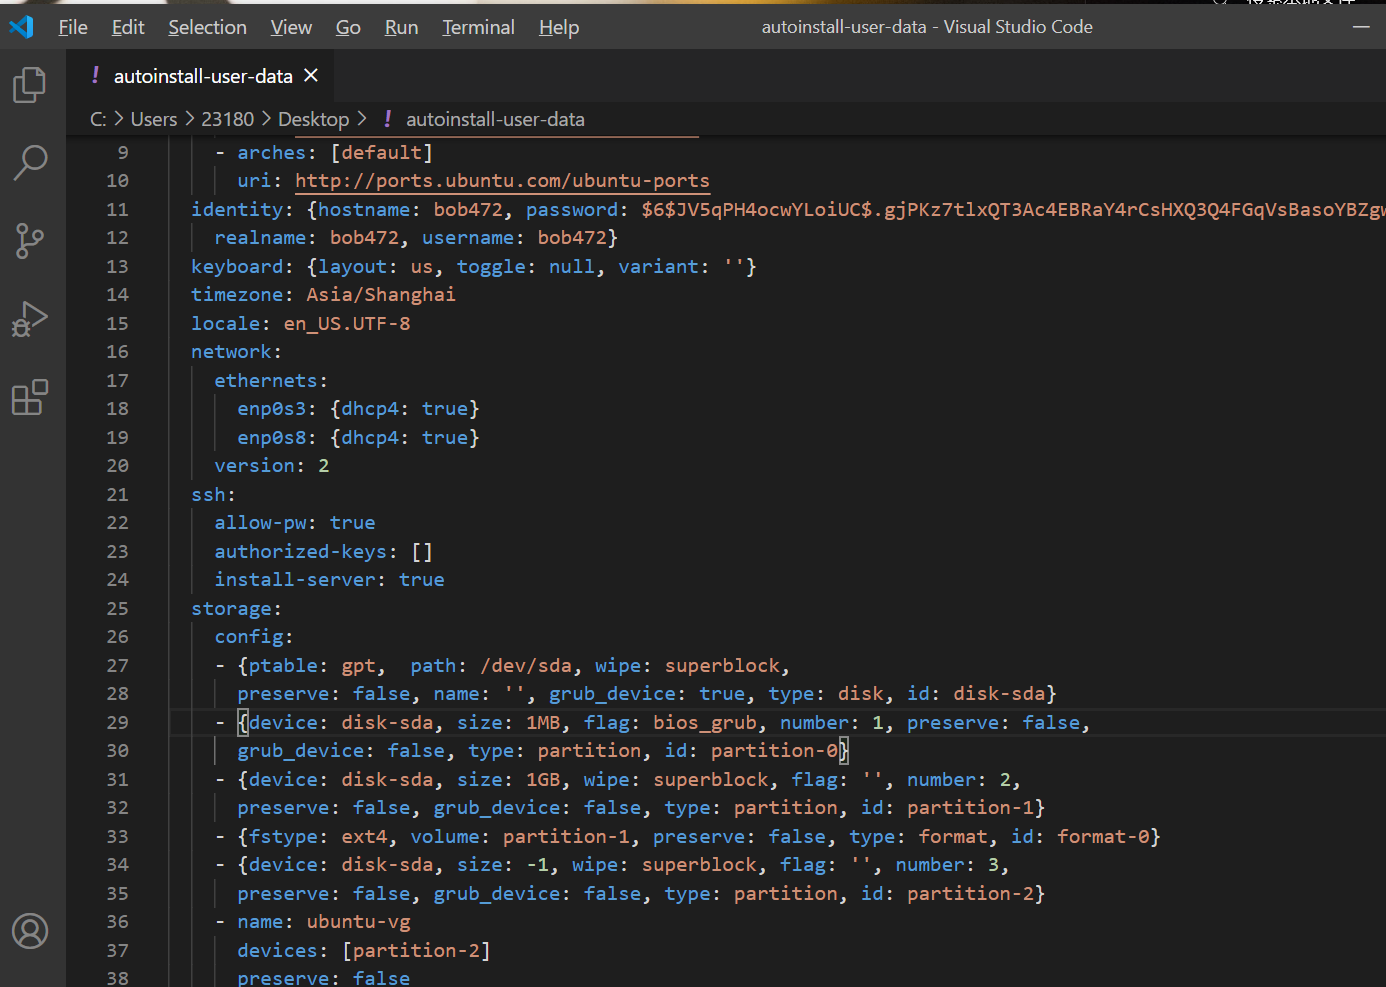 File Edit Selection View Go Run Terminal Help autoinstall-user-data - Visual Studio Code
! autoinstall-user-data ×
C: > Users > 23180 > Desktop > ! autoinstall-user-data
9 - arches: [default]
10 uri: http://ports.ubuntu.com/ubuntu-ports
11 identity: {hostname: bob472, password: $6$JV5qPH4ocwYLoiUC$.gjPKz7tlxQT3Ac4EBRaY4rCsHXQ3Q4FGqVsBasoYBZgw
12 realname: bob472, username: bob472}
13 keyboard: {layout: us, toggle: null, variant: ''}
14 timezone: Asia/Shanghai
15 locale: en_US.UTF-8
16 network:
17 ethernets:
18 enp0s3: {dhcp4: true}
19 enp0s8: {dhcp4: true}
20 version: 2
21 ssh:
22 allow-pw: true
23 authorized-keys: []
24 install-server: true
25 storage:
26 config:
27 - {ptable: gpt,  path: /dev/sda, wipe: superblock,
28 preserve: false, name: '', grub_device: true, type: disk, id: disk-sda}
29 - {device: disk-sda, size: 1MB, flag: bios_grub, number: 1, preserve: false,
30 grub_device: false, type: partition, id: partition-0}
31 - {device: disk-sda, size: 1GB, wipe: superblock, flag: '', number: 2,
32 preserve: false, grub_device: false, type: partition, id: partition-1}
33 - {fstype: ext4, volume: partition-1, preserve: false, type: format, id: format-0}
34 - {device: disk-sda, size: -1, wipe: superblock, flag: '', number: 3,
35 preserve: false, grub_device: false, type: partition, id: partition-2}
36 - name: ubuntu-vg
37 devices: [partition-2]
38 preserve: false